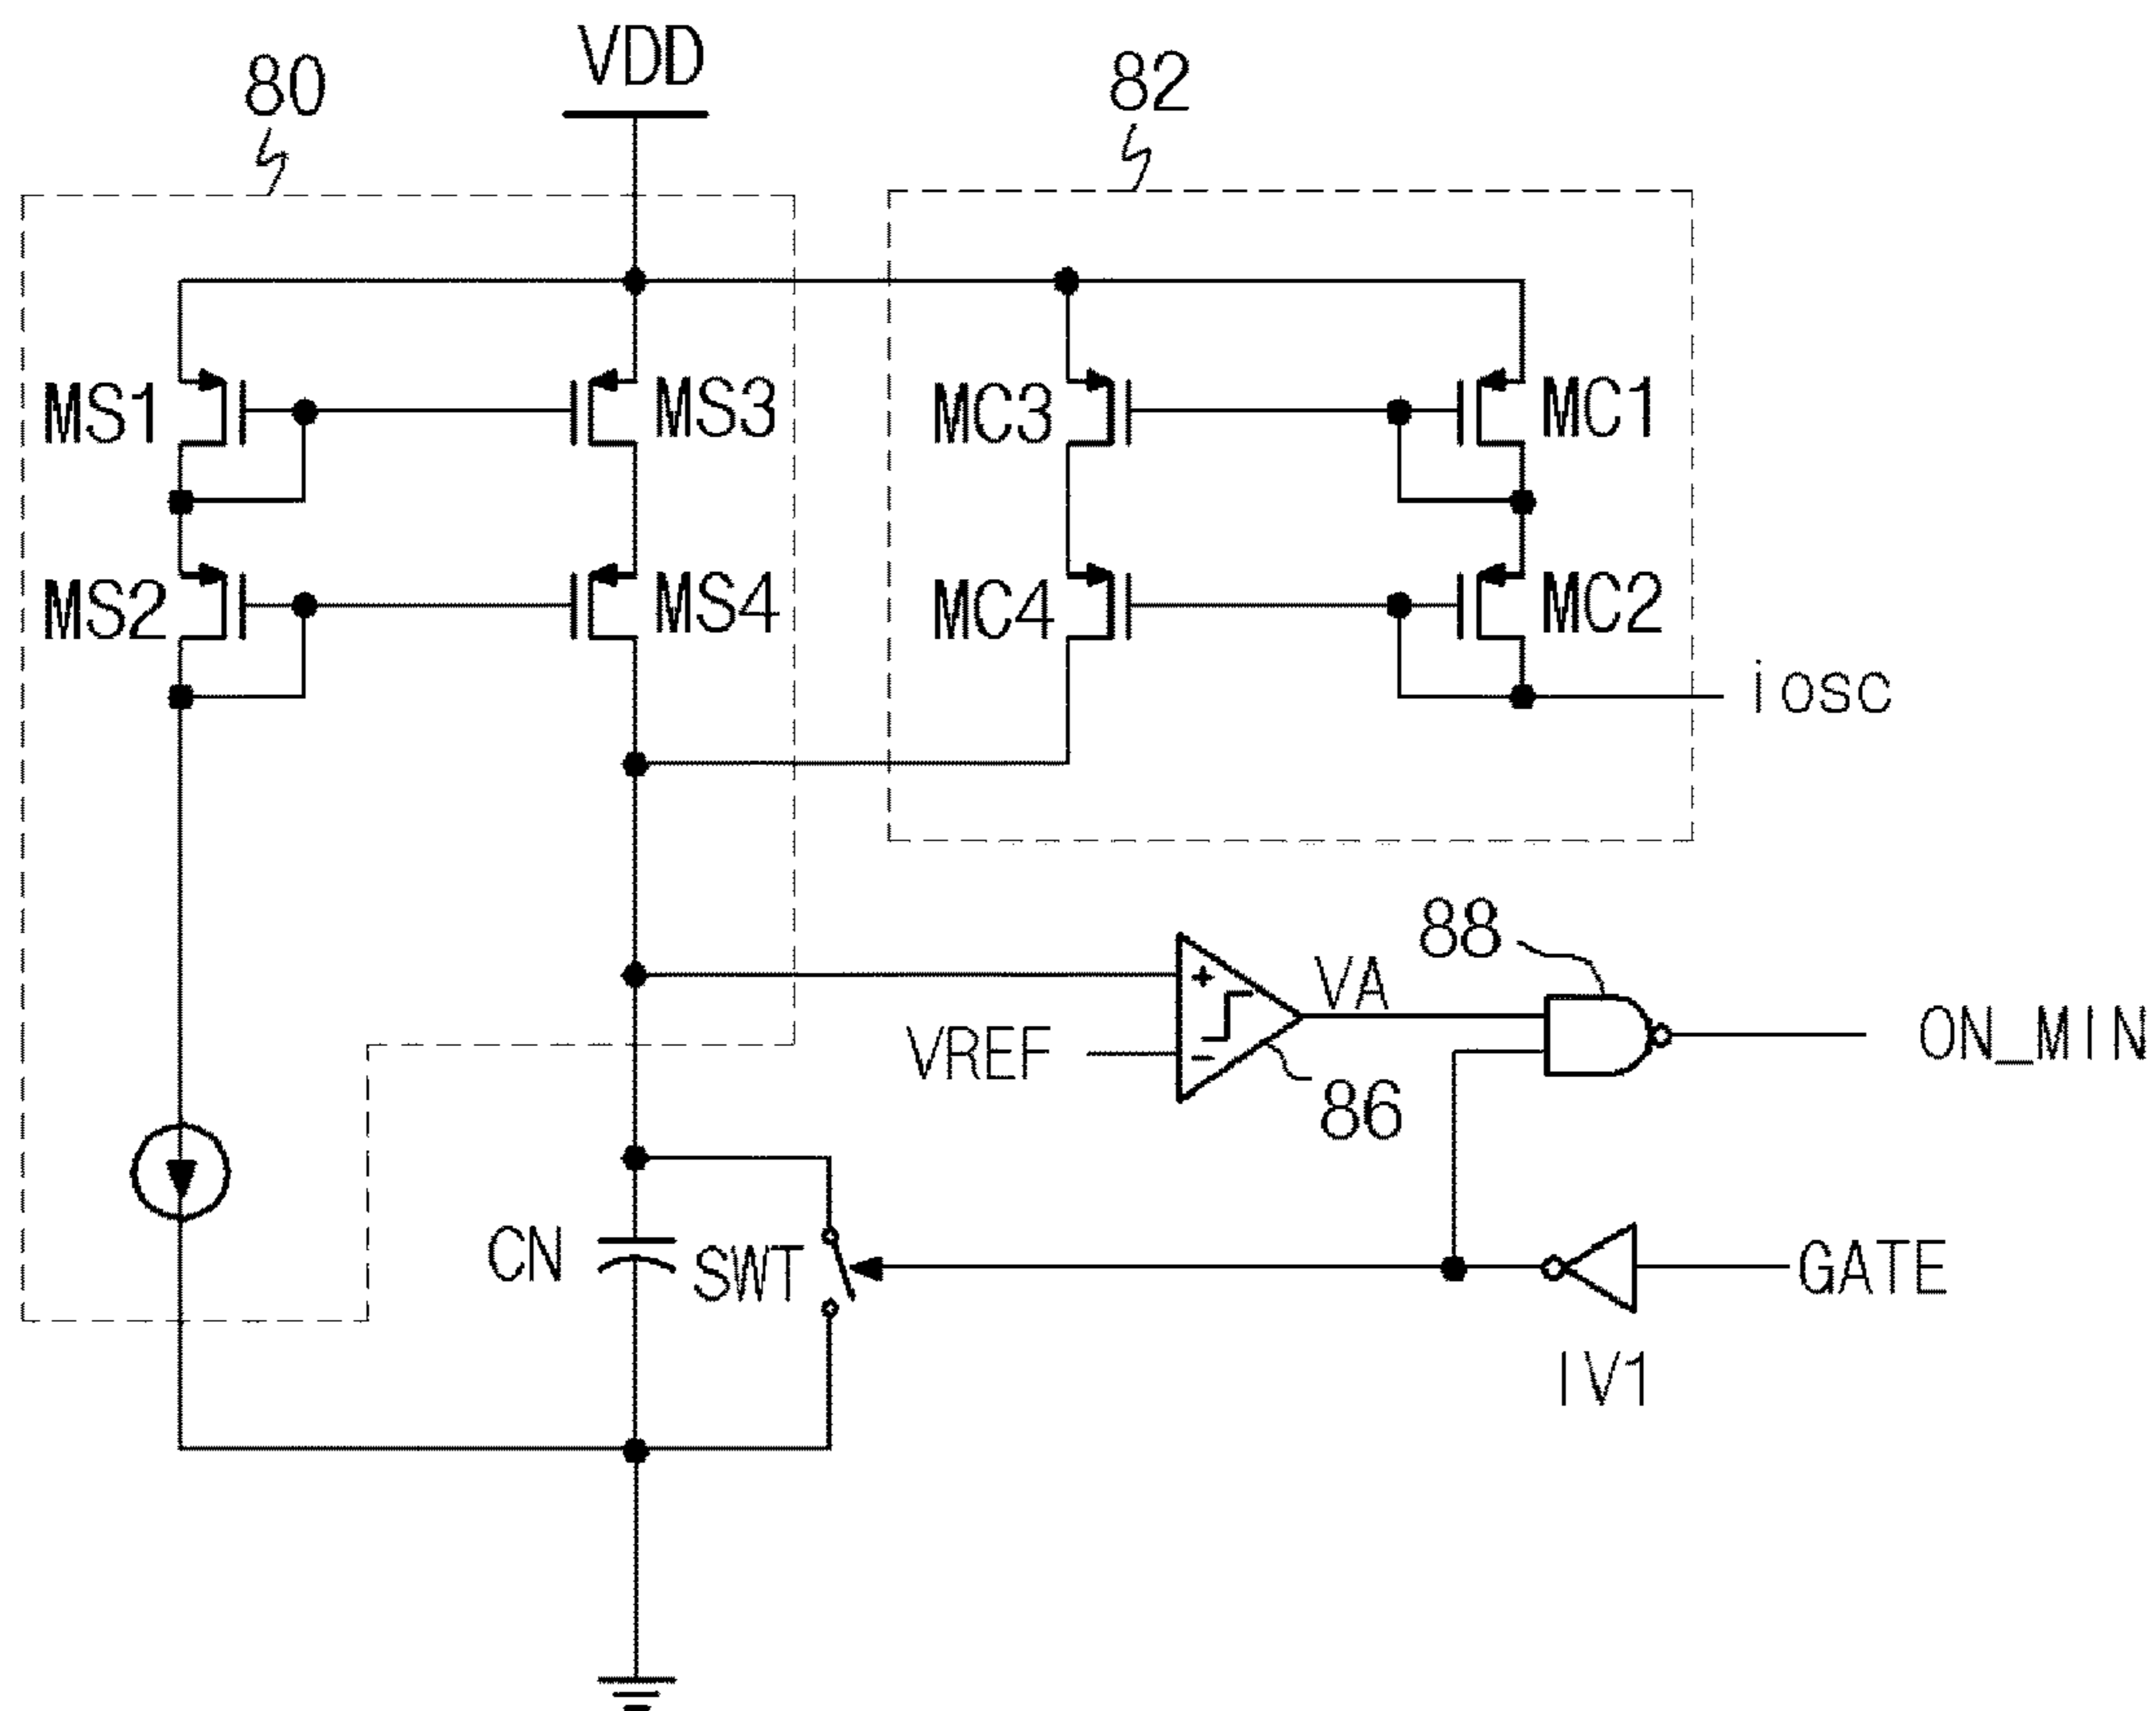 VDD
80
82
MS1
MS3
MC3
MC1
MS2
MS4
MC4
MC2
iosc
88
VA
ON_MIN
VREF
+
−
86
CN
SWT
GATE
IV1